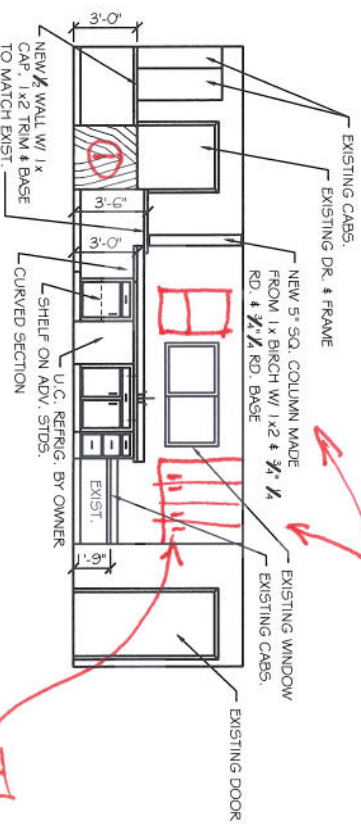 EXISTING CABS.
EXISTING DR. & FRAME
NEW 5" SQ. COLUMN MADE
FROM 1x BIRCH W/ 1x2 & 3/4" 1/4
RD. & 3/4" 1/4 RD. BASE
EXISTING WINDOW
EXISTING CABS.
EXISTING DOOR
3'-0"
3'-6"
3'-0"
1
EXIST.
1'-9"
NEW 1/2 WALL W/ 1x
CAP, 1x2 TRIM & BASE
TO MATCH EXIST.
CURVED SECTION
SHELF ON ADV. STDS.
U.C. REFRIG. BY OWNER